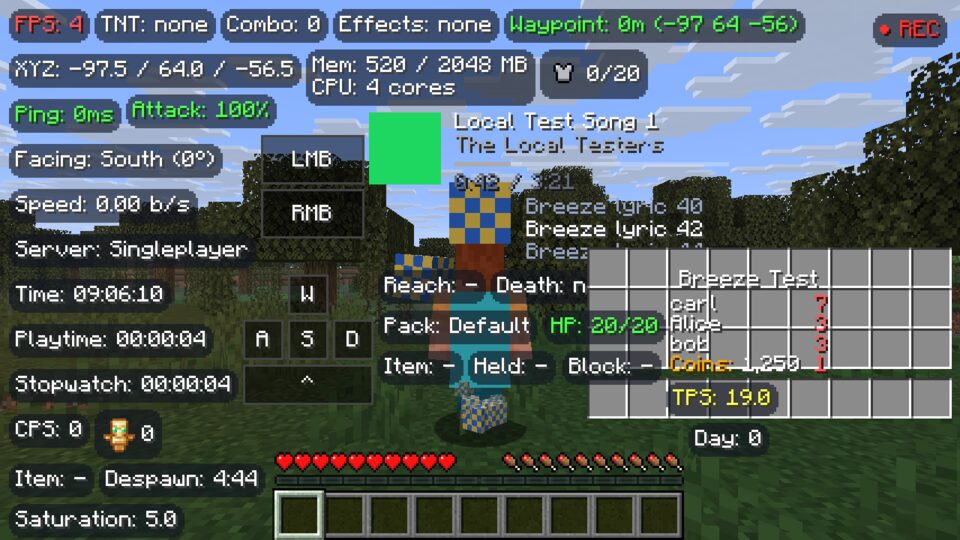 FPS: 4
TNT: none
Combo: 0
Effects: none
Waypoint: 0m (-97 64 -56)
REC
XYZ: -97.5 / 64.0 / -56.5
Mem: 520 / 2048 MB
CPU: 4 cores
0/20
Ping: 0ms
Attack: 100%
Local Test Song 1
The Local Testers
0:42 / 3:21
Facing: South (0°)
LMB
RMB
Speed: 0.00 b/s
Breeze lyric 40
Breeze lyric 42
Breeze lyric 44
Server: Singleplayer
Breeze Test
Reach: -
Death: n
Time: 09:06:10
W
carl 7
Alice 3
bob 3
Coins: 1,250 1
Pack: Default
HP: 20/20
Playtime: 00:00:04
A
S
D
Item: -
Held: -
Block: -
Stopwatch: 00:00:04
^
TPS: 19.0
CPS: 0
0
Day: 0
Item: -
Despawn: 4:44
Saturation: 5.0